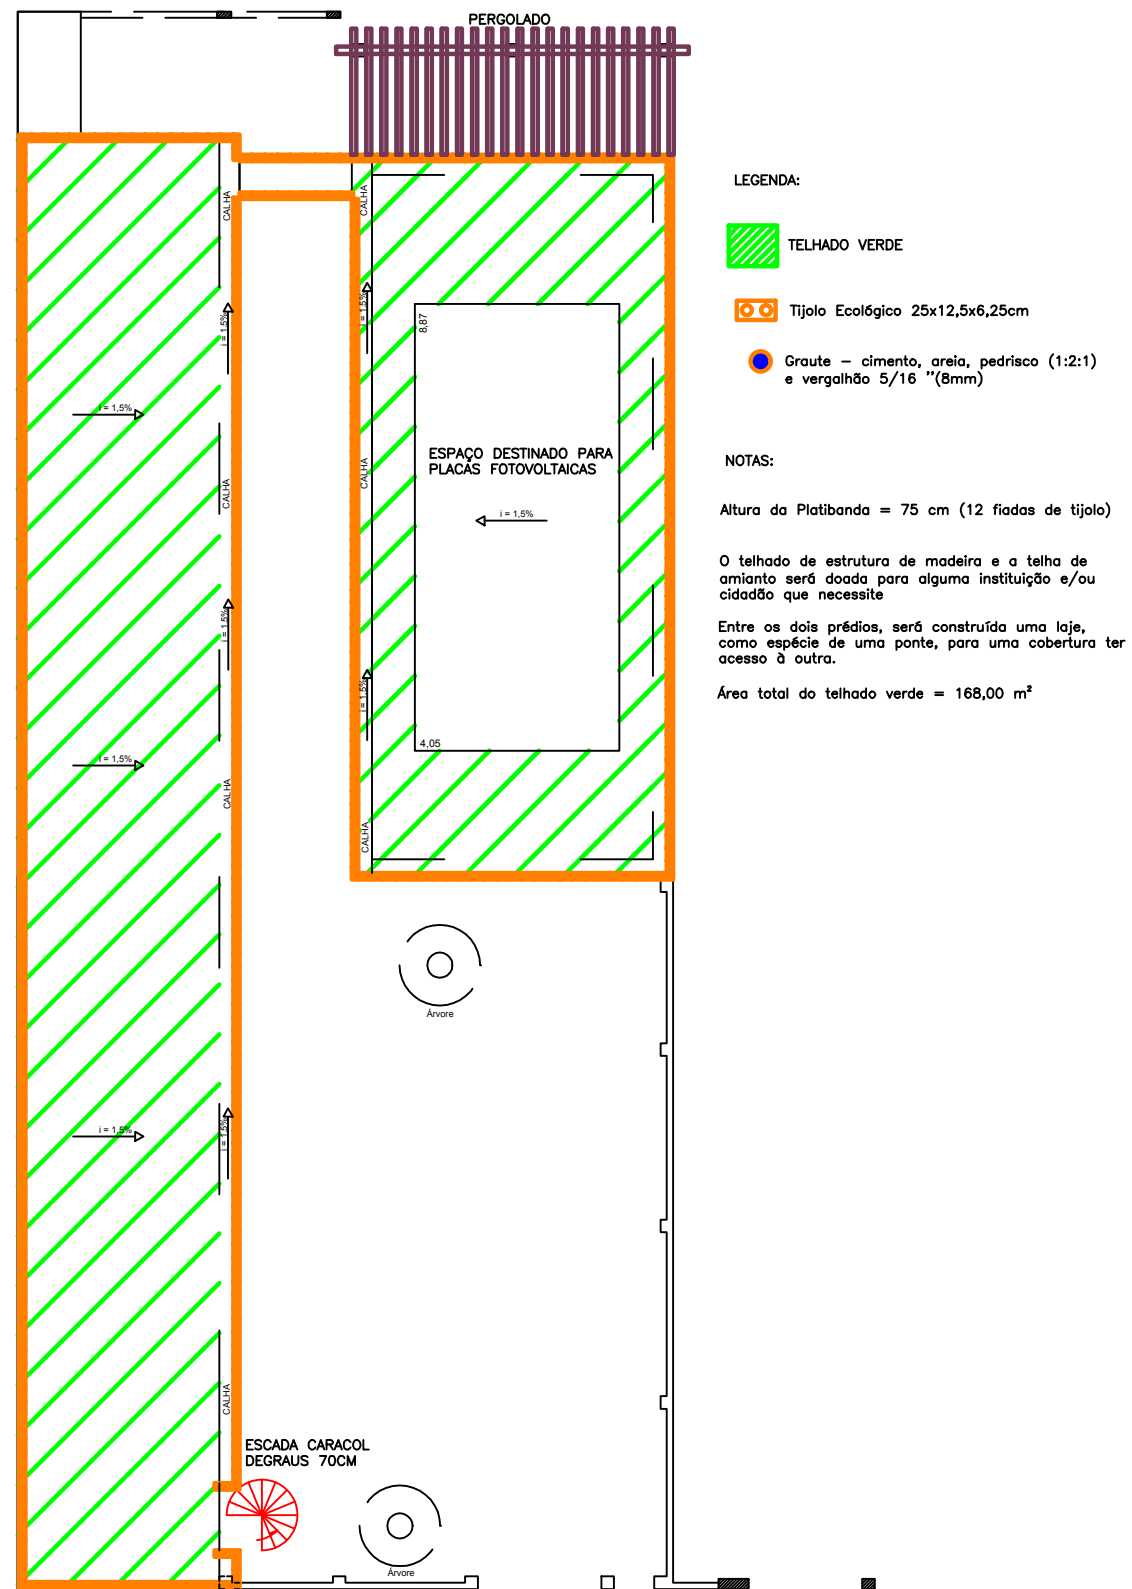 PERGOLADO
LEGENDA:
TELHADO VERDE
Tijolo Ecológico 25x12,5x6,25cm
Graute – cimento, areia, pedrisco (1:2:1)
e vergalhão 5/16 "(8mm)
NOTAS:
Altura da Platibanda = 75 cm (12 fiadas de tijolo)
O telhado de estrutura de madeira e a telha de
amianto será doada para alguma instituição e/ou
cidadão que necessite
Entre os dois prédios, será construída uma laje,
como espécie de uma ponte, para uma cobertura ter
acesso à outra.
Área total do telhado verde = 168,00 m²
CALHA
CALHA
i = 1,5%
i = 1,5%
8,87
i = 1,5%
ESPAÇO DESTINADO PARA
PLACAS FOTOVOLTAICAS
CALHA
CALHA
i = 1,5%
i = 1,5%
i = 1,5%
4,05
i = 1,5%
CALHA
CALHA
Árvore
i = 1,5%
i = 1,5%
CALHA
ESCADA CARACOL
DEGRAUS 70CM
Árvore